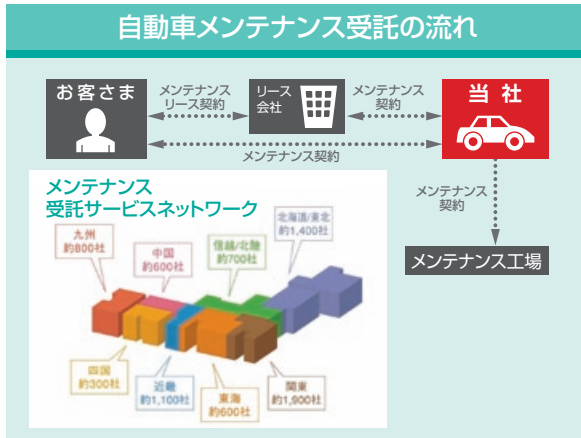 自動車メンテナンス受託の流れ
お客さま
メンテナンス
リース契約
リース
会社
メンテナンス
契約
当社
メンテナンス契約
メンテナンス
契約
メンテナンス工場
メンテナンス
受託サービスネットワーク
九州
約800社
中国
約600社
信越/北陸
約700社
北海道/東北
約1,400社
四国
約300社
近畿
約1,100社
東海
約600社
関東
約1,900社